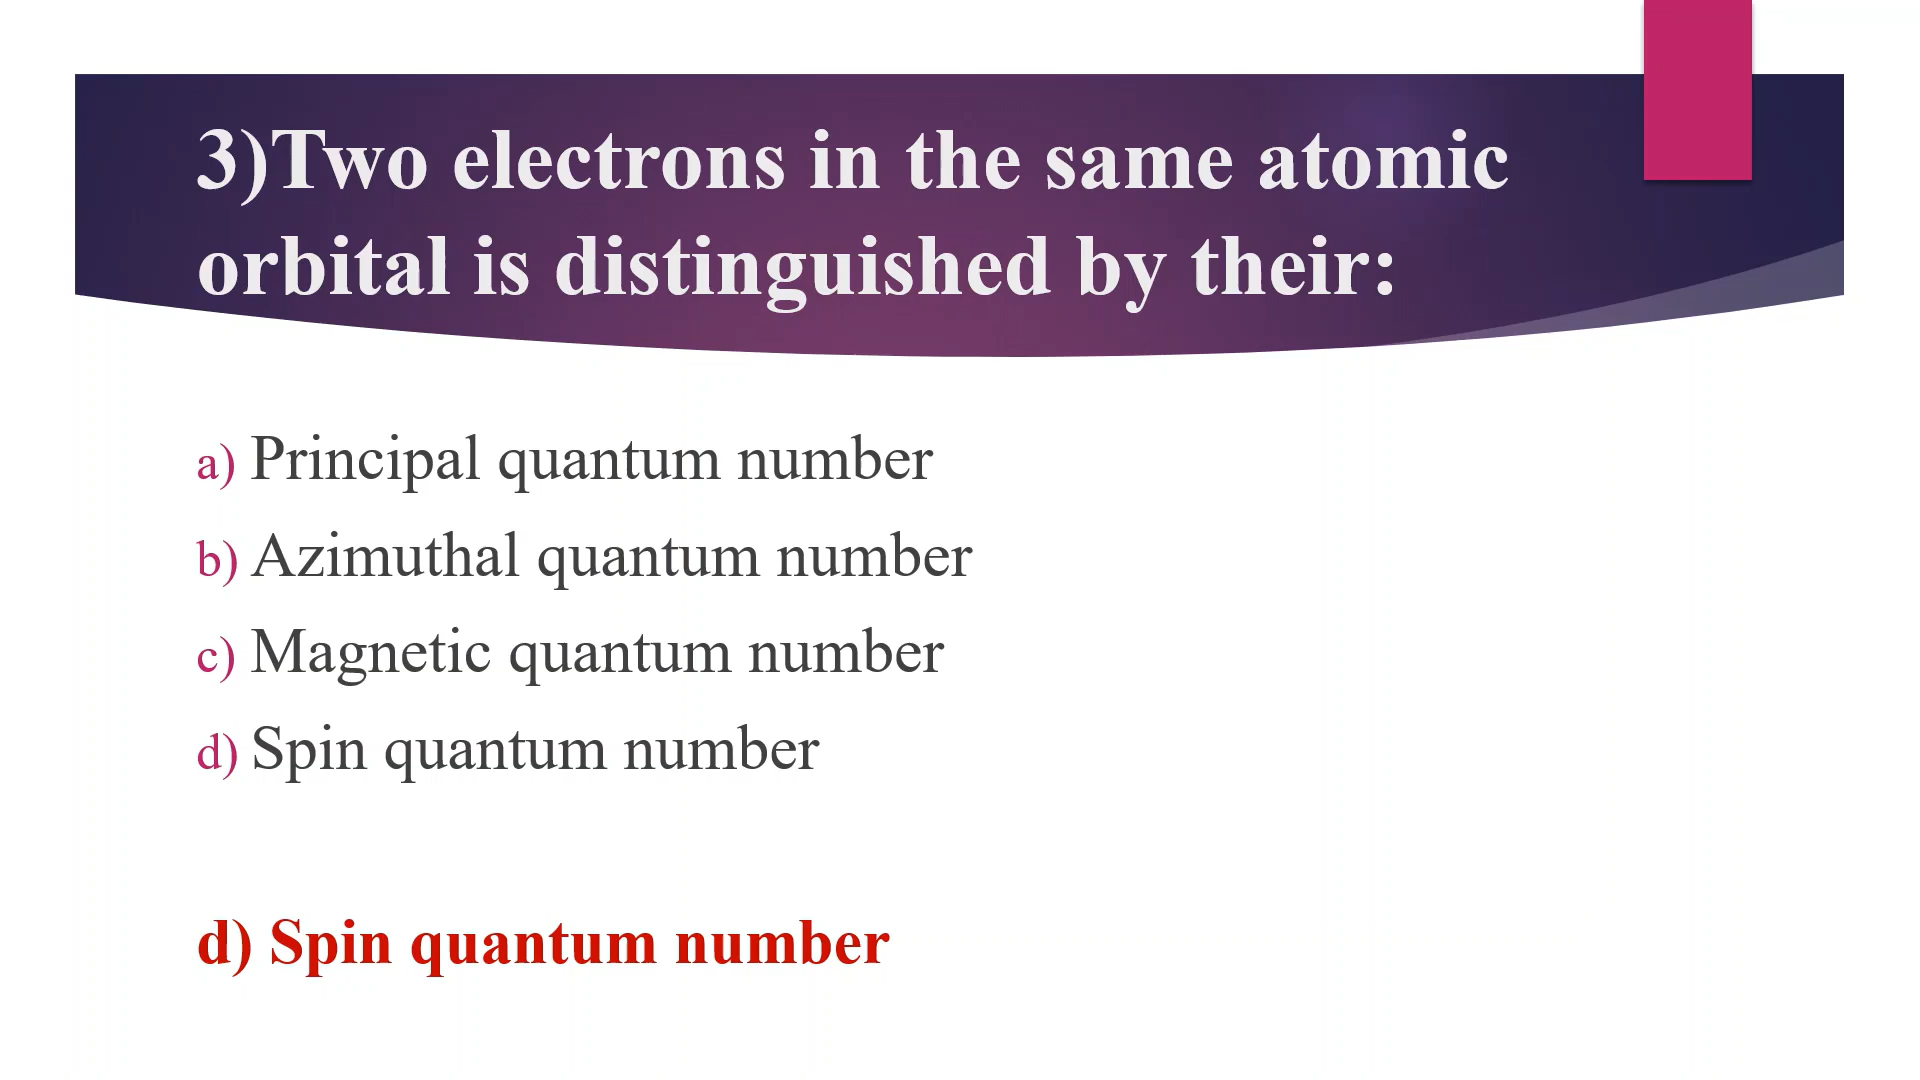 3)Two electrons in the same atomic
orbital is distinguished by their:
a) Principal quantum number
b) Azimuthal quantum number
c) Magnetic quantum number
d) Spin quantum number
d) Spin quantum number